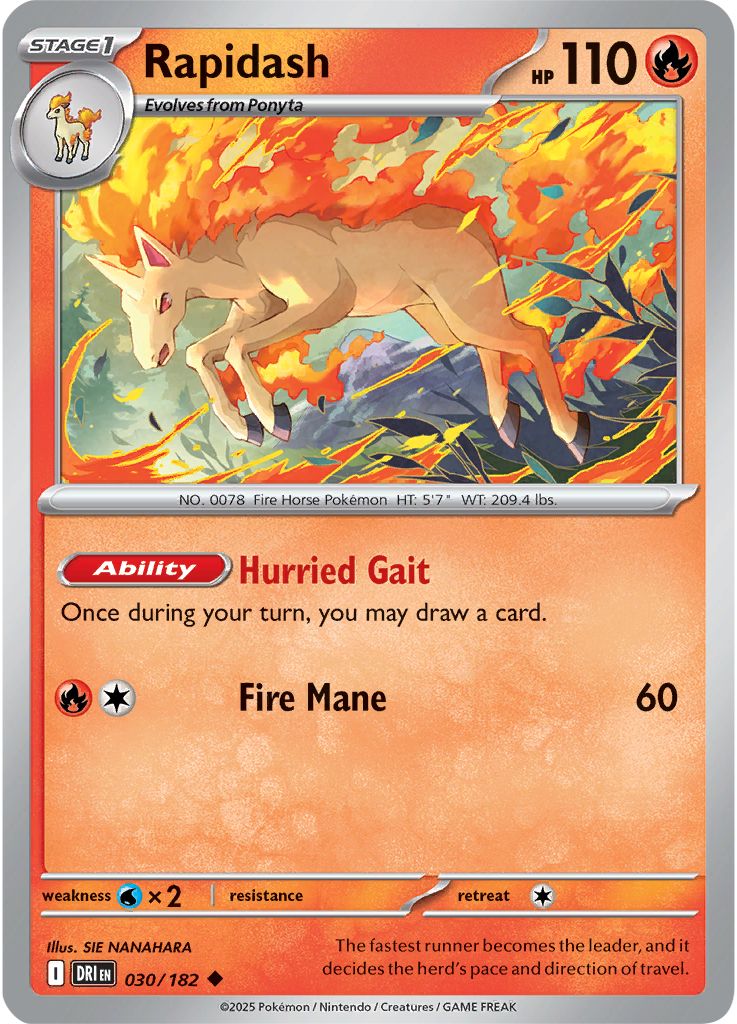 STAGE1
Rapidash
HP 110
Evolves from Ponyta
NO. 0078 Fire Horse Pokémon HT: 5'7" WT: 209.4 lbs.
Ability Hurried Gait
Once during your turn, you may draw a card.
Fire Mane 60
weakness ×2 resistance retreat
Illus. SIE NANAHARA
I DRI EN 030/182
The fastest runner becomes the leader, and it
decides the herd's pace and direction of travel.
©2025 Pokémon / Nintendo / Creatures / GAME FREAK